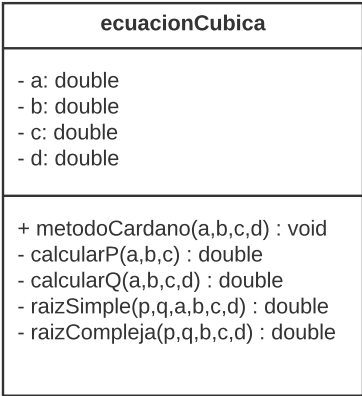 ecuacionCubica
- a: double
- b: double
- c: double
- d: double
+ metodoCardano(a,b,c,d) : void
- calcularP(a,b,c) : double
- calcularQ(a,b,c,d) : double
- raizSimple(p,q,a,b,c,d) : double
- raizCompleja(p,q,b,c,d) : double